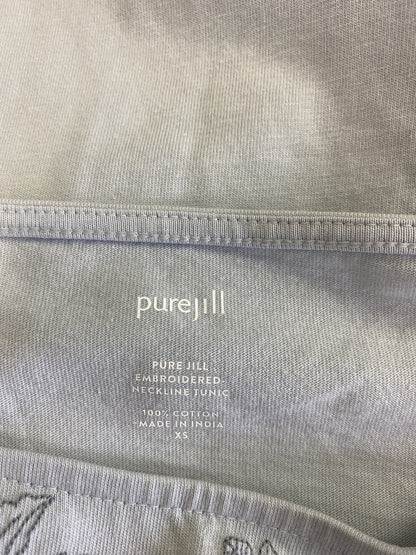 purejill
PURE JILL
EMBROIDERED-
NECKLINE TUNIC
100% COTTON
MADE IN INDIA
XS